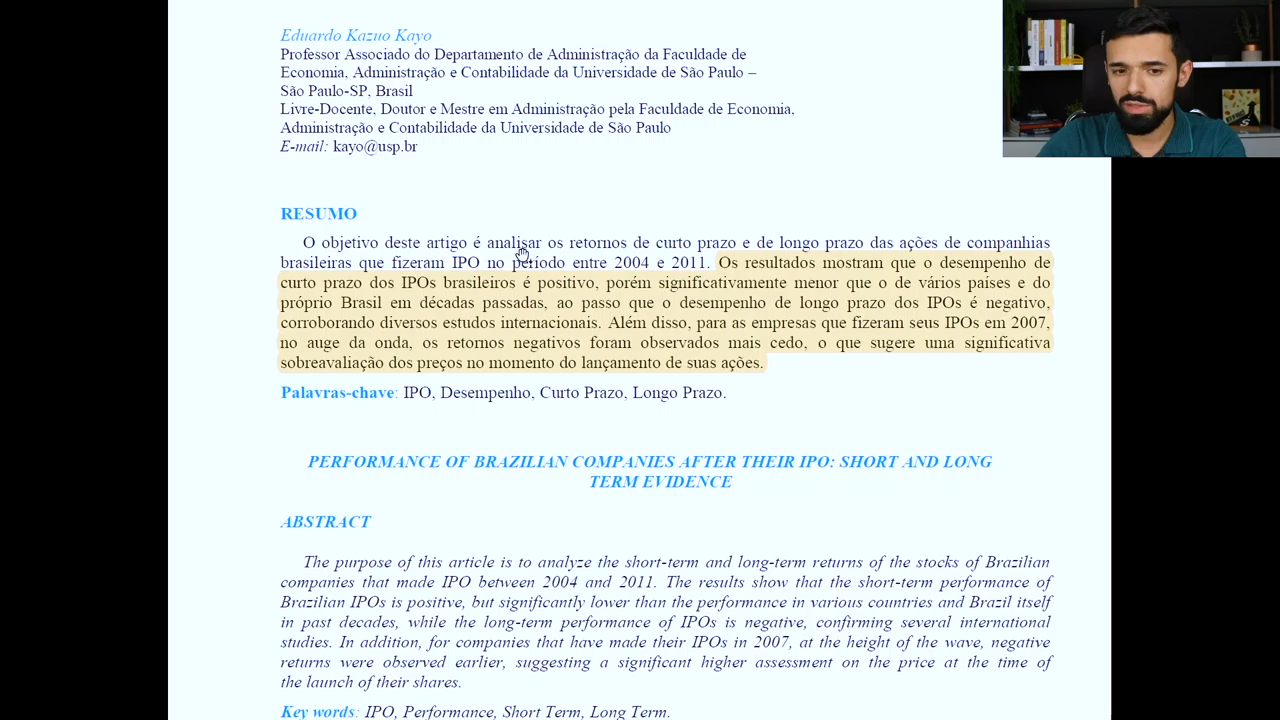 Eduardo Kazuo Kayo
Professor Associado do Departamento de Administração da Faculdade de
Economia, Administração e Contabilidade da Universidade de São Paulo –
São Paulo-SP, Brasil
Livre-Docente, Doutor e Mestre em Administração pela Faculdade de Economia,
Administração e Contabilidade da Universidade de São Paulo
E-mail: kayo@usp.br
RESUMO
O objetivo deste artigo é analisar os retornos de curto prazo e de longo prazo das ações de companhias
brasileiras que fizeram IPO no período entre 2004 e 2011. Os resultados mostram que o desempenho de
curto prazo dos IPOs brasileiros é positivo, porém significativamente menor que o de vários países e do
próprio Brasil em décadas passadas, ao passo que o desempenho de longo prazo dos IPOs é negativo,
corroborando diversos estudos internacionais. Além disso, para as empresas que fizeram seus IPOs em 2007,
no auge da onda, os retornos negativos foram observados mais cedo, o que sugere uma significativa
sobreavaliação dos preços no momento do lançamento de suas ações.
Palavras-chave: IPO, Desempenho, Curto Prazo, Longo Prazo.
PERFORMANCE OF BRAZILIAN COMPANIES AFTER THEIR IPO: SHORT AND LONG
TERM EVIDENCE
ABSTRACT
The purpose of this article is to analyze the short-term and long-term returns of the stocks of Brazilian
companies that made IPO between 2004 and 2011. The results show that the short-term performance of
Brazilian IPOs is positive, but significantly lower than the performance in various countries and Brazil itself
in past decades, while the long-term performance of IPOs is negative, confirming several international
studies. In addition, for companies that have made their IPOs in 2007, at the height of the wave, negative
returns were observed earlier, suggesting a significant higher assessment on the price at the time of
the launch of their shares.
Key words: IPO, Performance, Short Term, Long Term.